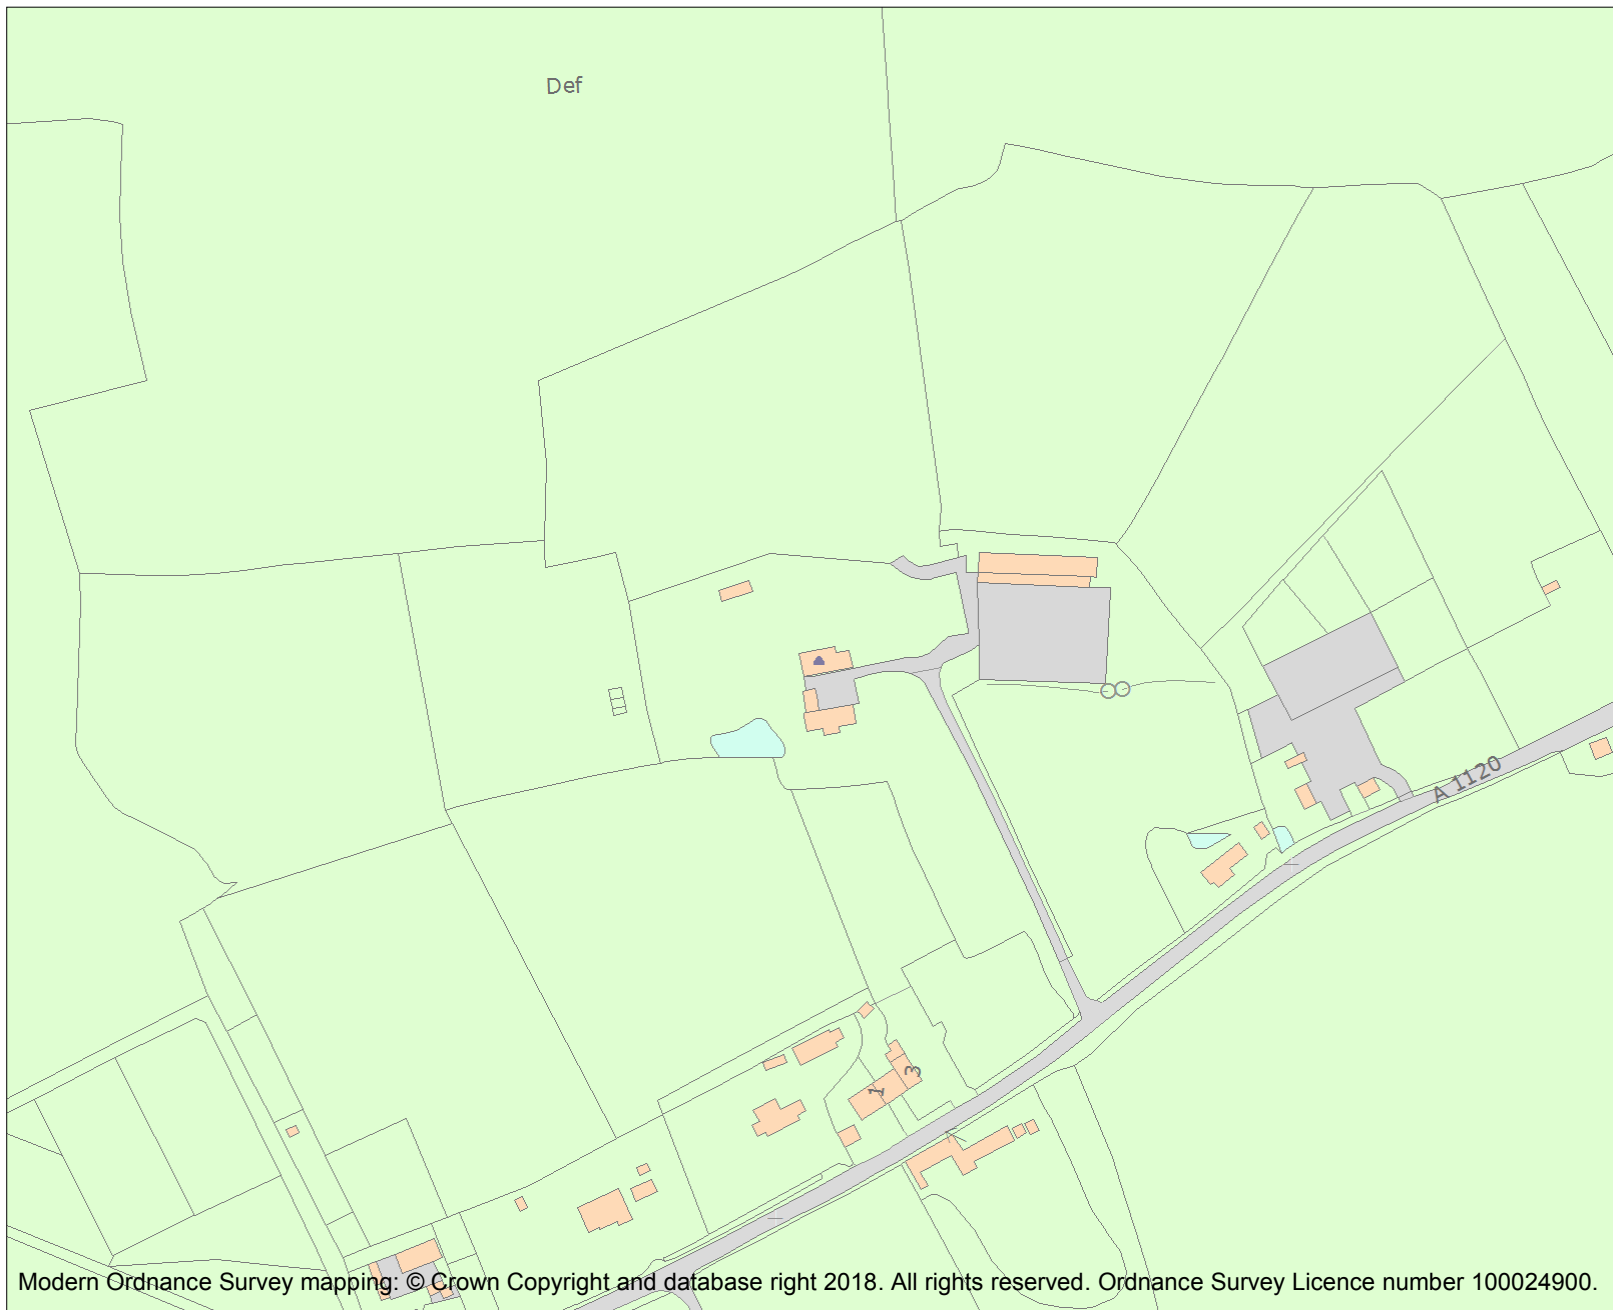 Def
A 1120
3
1
Modern Ordnance Survey mapping: © Crown Copyright and database right 2018. All rights reserved. Ordnance Survey Licence number 100024900.